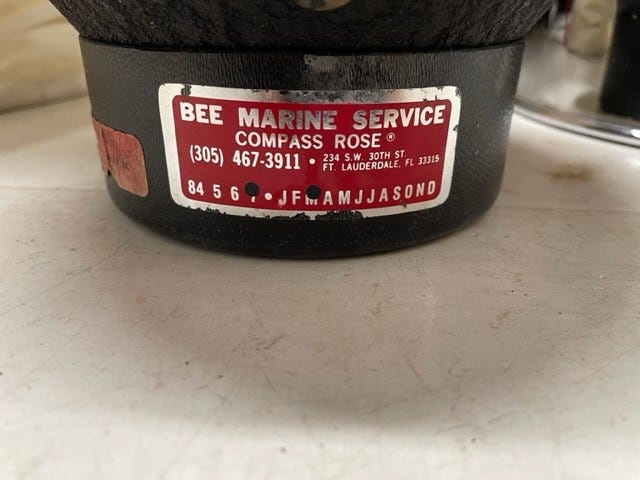 BEE MARINE SERVICE
COMPASS ROSE®
(305) 467-3911 • 234 S.W. 30TH ST.
FT. LAUDERDALE, FL 33315
84 5 6 7 • JFMAMJJASOND